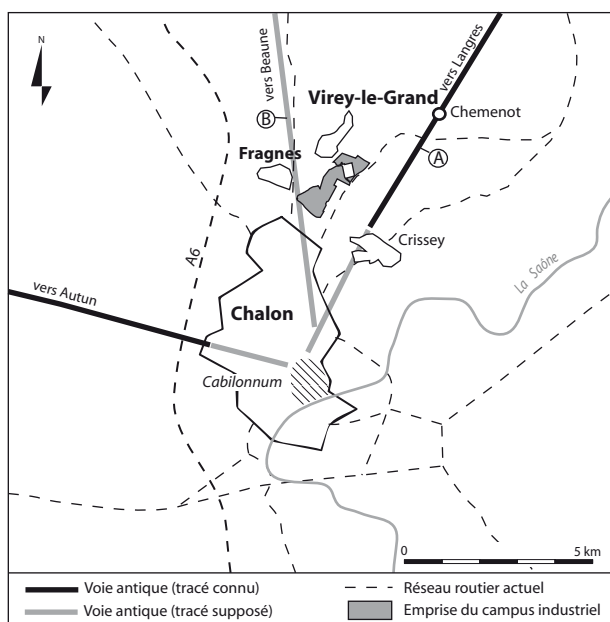 N
vers Beaune
vers Langres
Virey-le-Grand
B
Chemenot
Fragnes
A
Crissey
La Saône
A6
vers Autun
Chalon
Cabilonnum
0
5 km
Voie antique (tracé connu)
Réseau routier actuel
Voie antique (tracé supposé)
Emprise du campus industriel